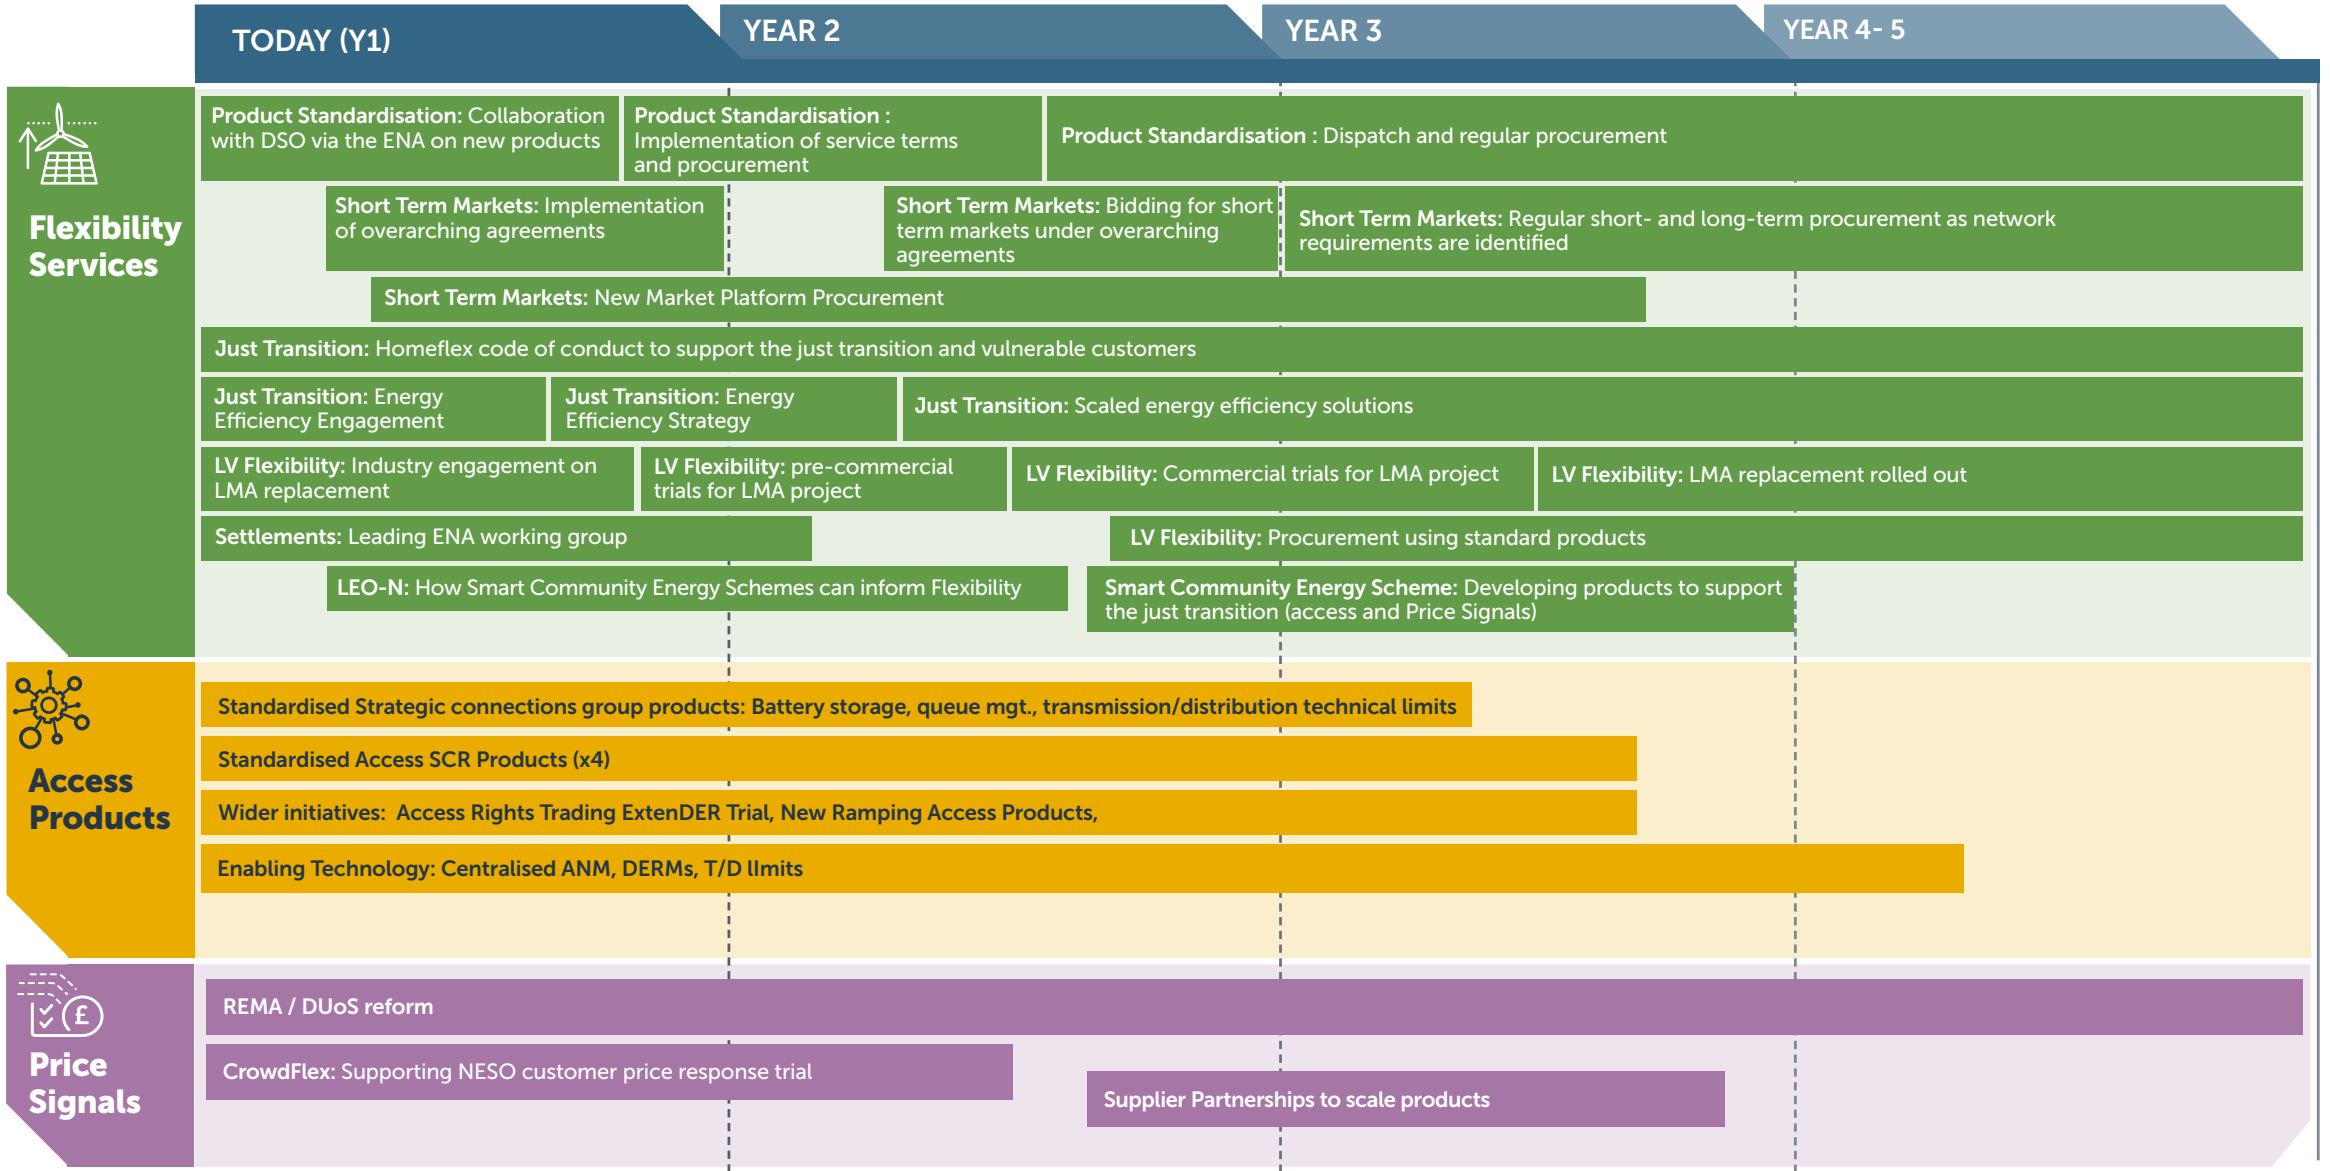 TODAY (Y1)
YEAR 2
YEAR 3
YEAR 4- 5
Flexibility
Services
Product Standardisation: Collaboration
with DSO via the ENA on new products
Product Standardisation :
Implementation of service terms
and procurement
Product Standardisation : Dispatch and regular procurement
Short Term Markets: Implementation
of overarching agreements
Short Term Markets: Bidding for short
term markets under overarching
agreements
Short Term Markets: Regular short- and long-term procurement as network
requirements are identified
Short Term Markets: New Market Platform Procurement
Just Transition: Homeflex code of conduct to support the just transition and vulnerable customers
Just Transition: Energy
Efficiency Engagement
Just Transition: Energy
Efficiency Strategy
Just Transition: Scaled energy efficiency solutions
LV Flexibility: Industry engagement on
LMA replacement
LV Flexibility: pre-commercial
trials for LMA project
LV Flexibility: Commercial trials for LMA project
LV Flexibility: LMA replacement rolled out
Settlements: Leading ENA working group
LV Flexibility: Procurement using standard products
LEO-N: How Smart Community Energy Schemes can inform Flexibility
Smart Community Energy Scheme: Developing products to support
the just transition (access and Price Signals)
Access
Products
Standardised Strategic connections group products: Battery storage, queue mgt., transmission/distribution technical limits
Standardised Access SCR Products (x4)
Wider initiatives:  Access Rights Trading ExtenDER Trial, New Ramping Access Products,
Enabling Technology: Centralised ANM, DERMs, T/D lImits
£
Price
Signals
REMA / DUoS reform
CrowdFlex: Supporting NESO customer price response trial
Supplier Partnerships to scale products